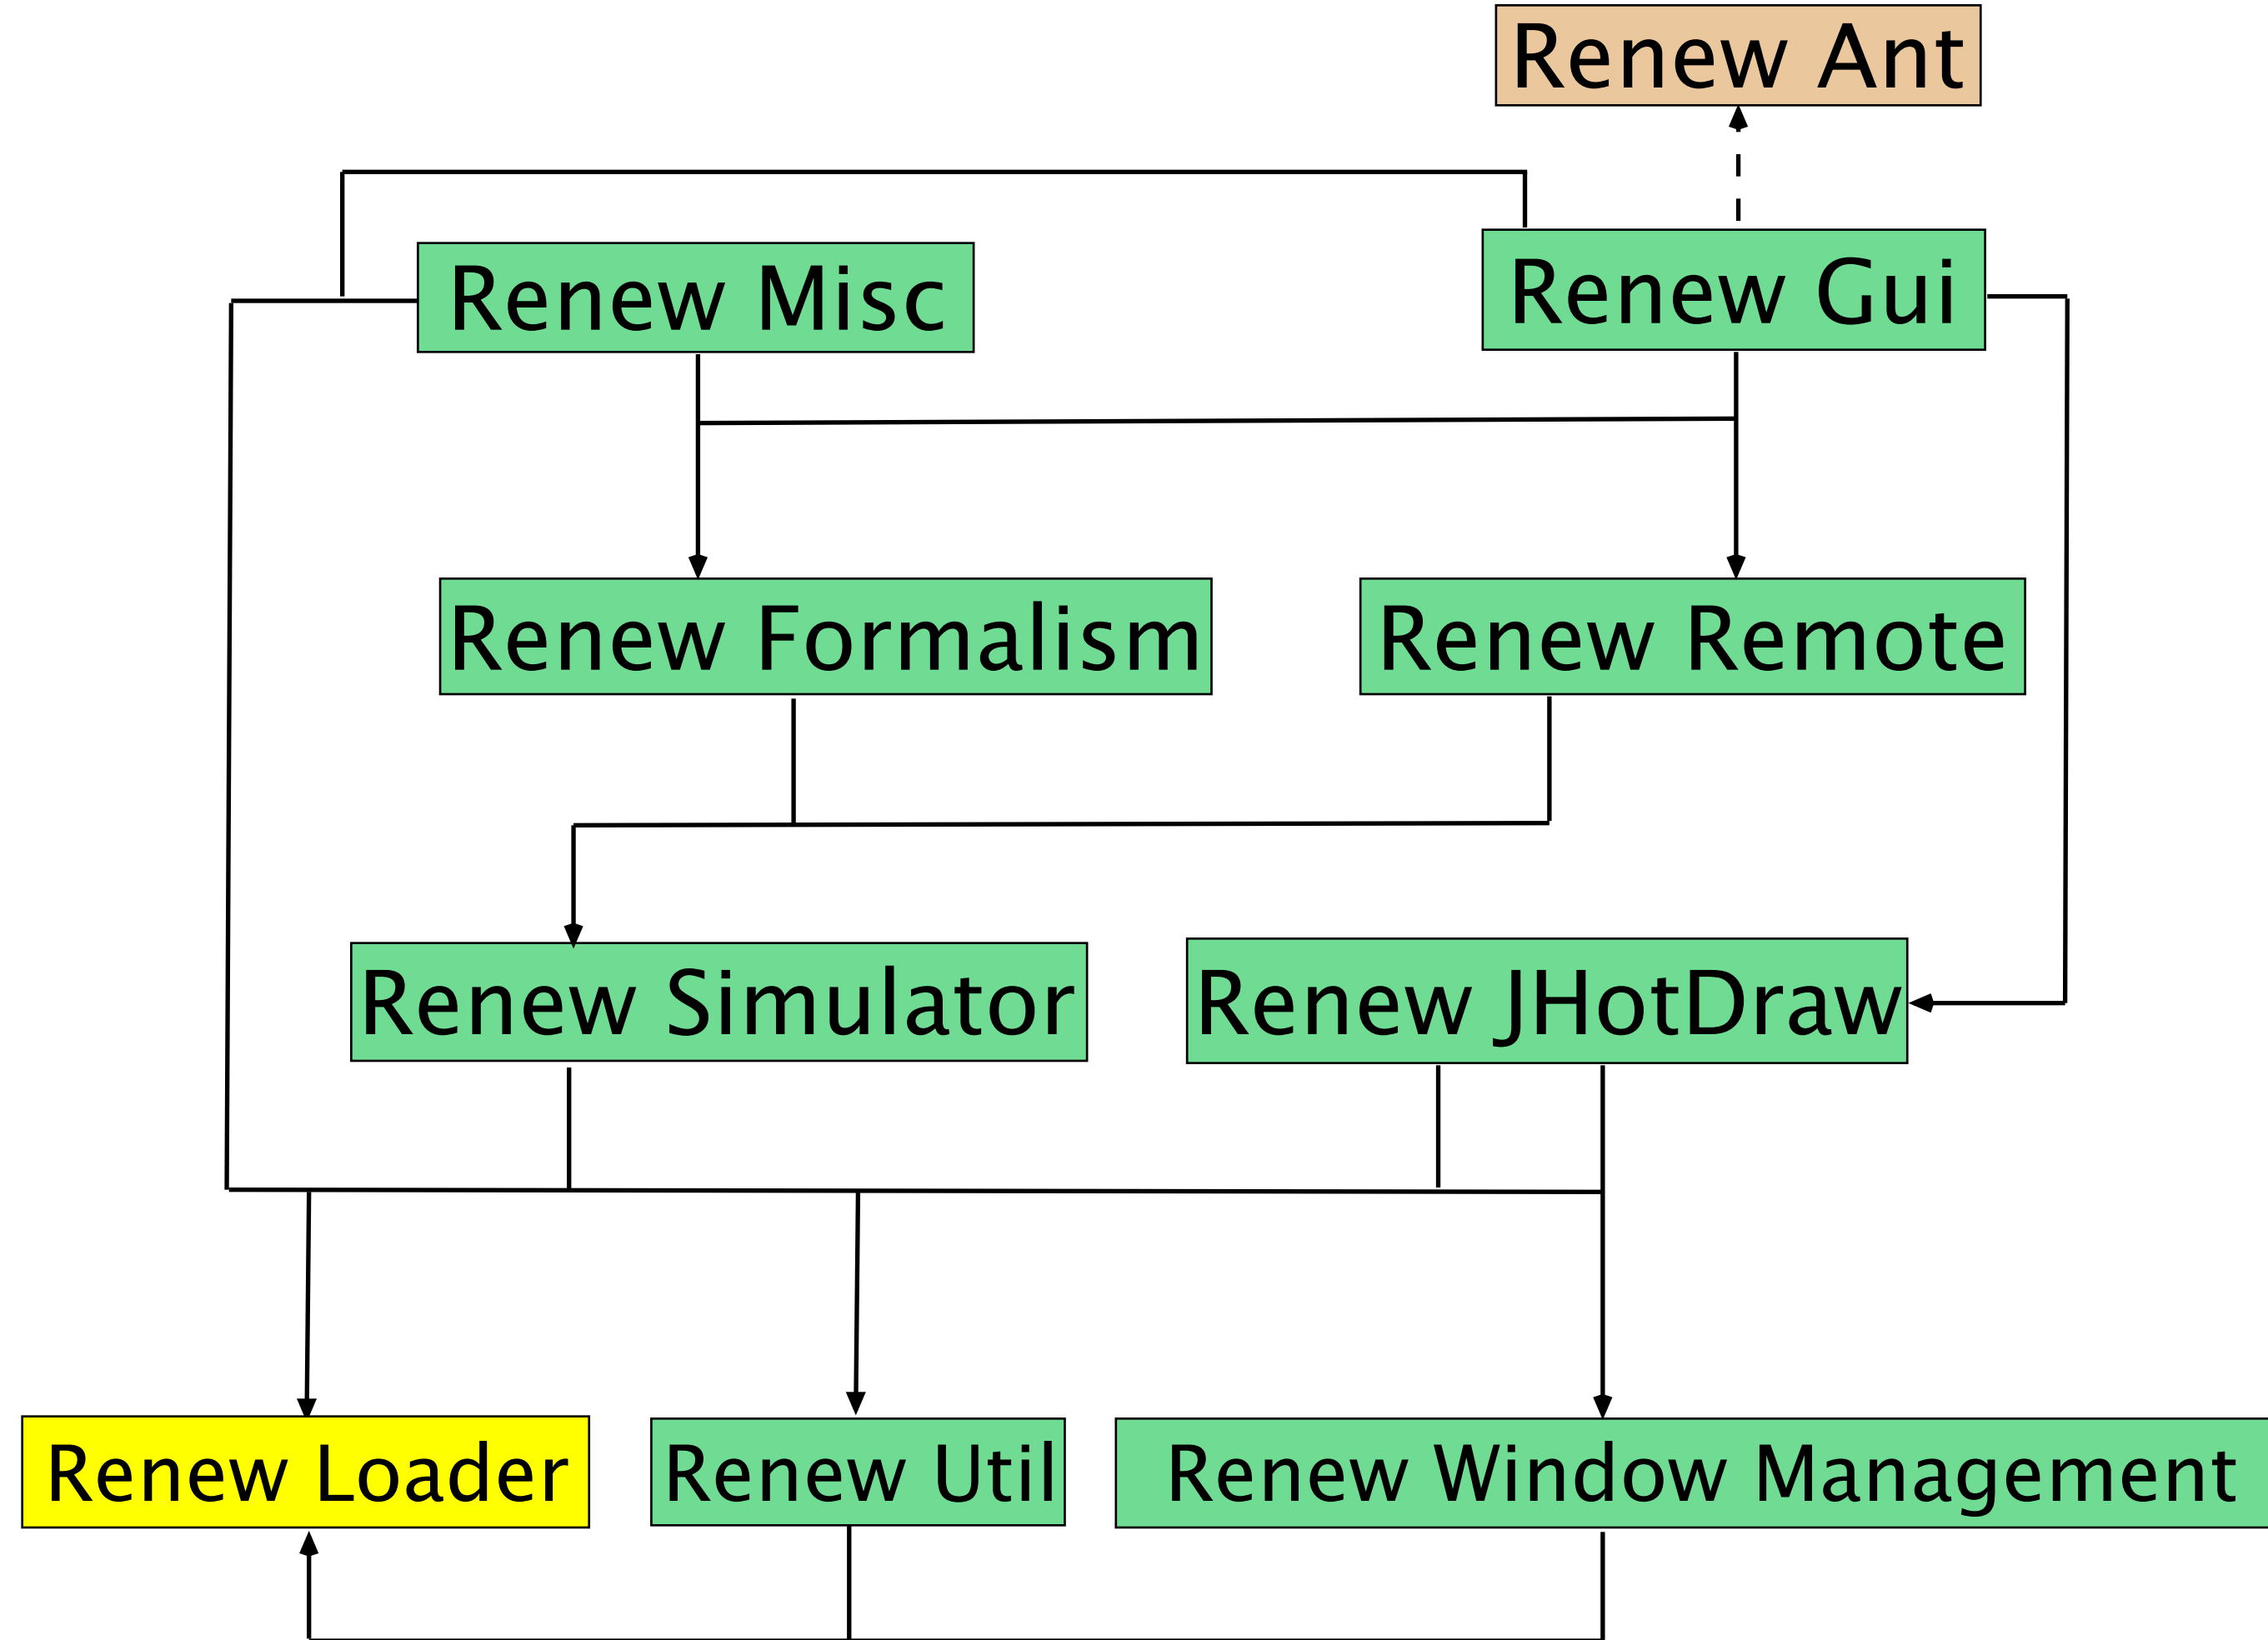 Renew Ant
Renew Misc
Renew Gui
Renew Formalism
Renew Remote
Renew Simulator
Renew JHotDraw
Renew Loader
Renew Util
Renew Window Management